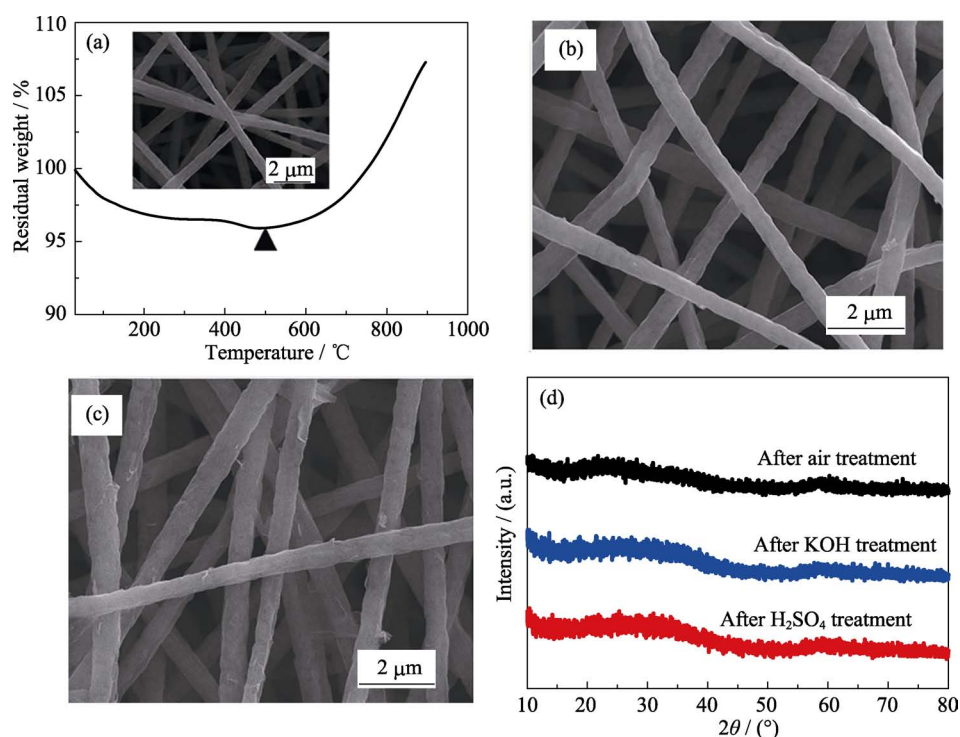 (a)
110
105
100
95
90
Residual weight / %
2 μm
200 400 600 800 1000
Temperature / ℃
(b)
2 μm
(c)
2 μm
(d)
After air treatment
After KOH treatment
After H₂SO₄ treatment
Intensity / (a.u.)
10 20 30 40 50 60 70 80
2θ / (°)